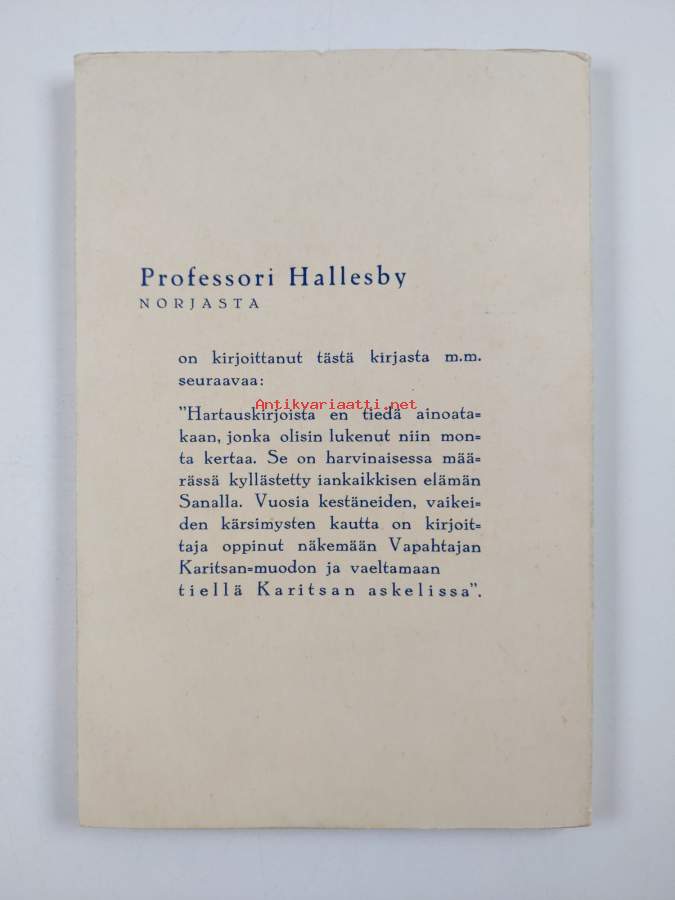 Professori Hallesby
NORJASTA
on kirjoittanut tästä kirjasta m.m.
seuraavaa:
Antikvariaatti.net
"Hartauskirjoista en tiedä ainoata=
kaan, jonka olisin lukenut niin mon=
ta kertaa. Se on harvinaisessa mää=
rässä kyllästetty iankaikkisen elämän
Sanalla. Vuosia kestäneiden, vaikei=
den kärsimysten kautta on kirjoit=
taja oppinut näkemään Vapahtajan
Karitsan=muodon ja vaeltamaan
tiellä Karitsan askelissa".